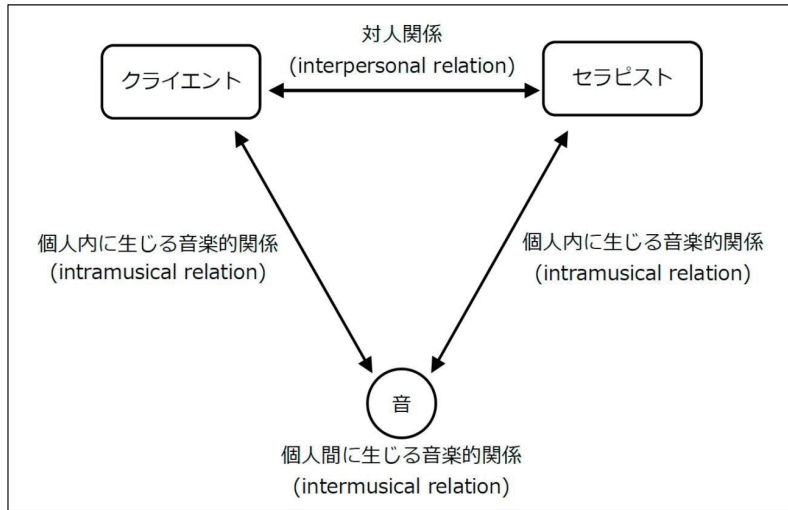 対人関係
(interpersonal relation)
クライエント
セラピスト
個人内に生じる音楽的関係
(intramusical relation)
個人内に生じる音楽的関係
(intramusical relation)
音
個人間に生じる音楽的関係
(intermusical relation)